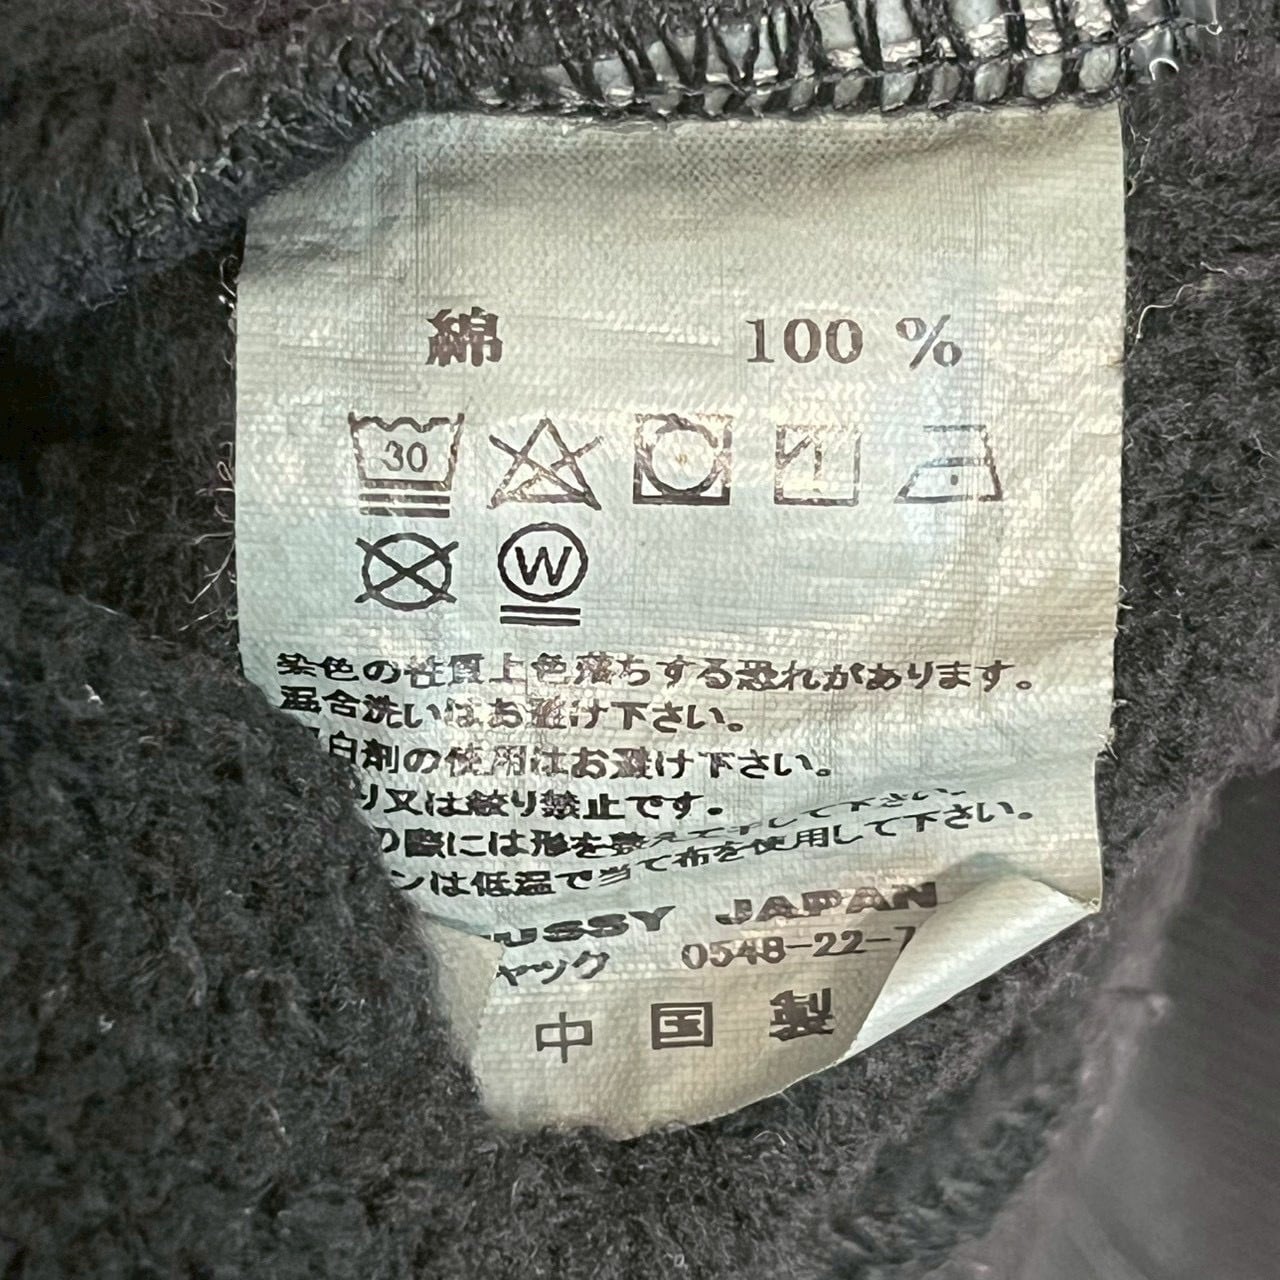 綿 100 %
30
W
染色の性質上色落ちする恐れがあります。
混合洗いはお避け下さい。
白剤の使用はお避け下さい。
り又は絞り禁止です。
の際には形を整えて干して下さい。
ンは低温で当て布を使用して下さい。
USSY JAPAN
ャック 0548-22-7
中国製